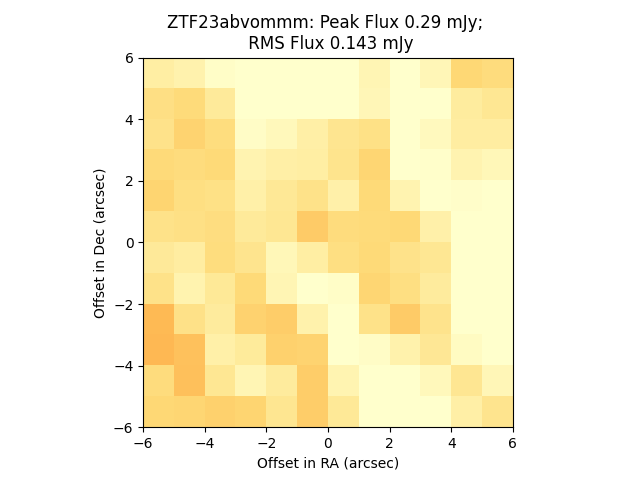 ZTF23abvommm: Peak Flux 0.29 mJy;
RMS Flux 0.143 mJy
6
4
2
0
−2
−4
−6
Offset in Dec (arcsec)
−6 −4 −2 0 2 4 6
Offset in RA (arcsec)